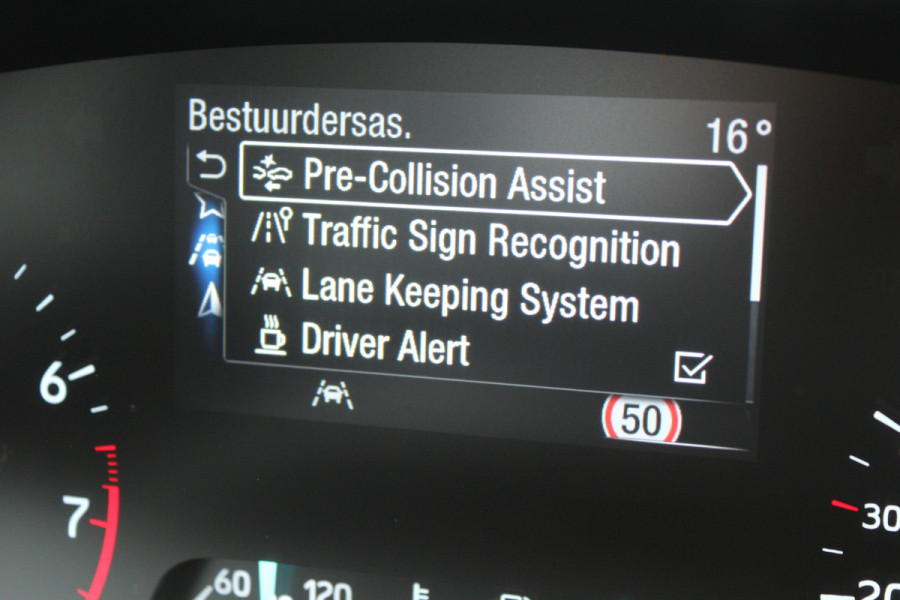 Bestuurdersas.
16°
Pre-Collision Assist
Traffic Sign Recognition
Lane Keeping System
Driver Alert
50
6
7
30
20
60
120